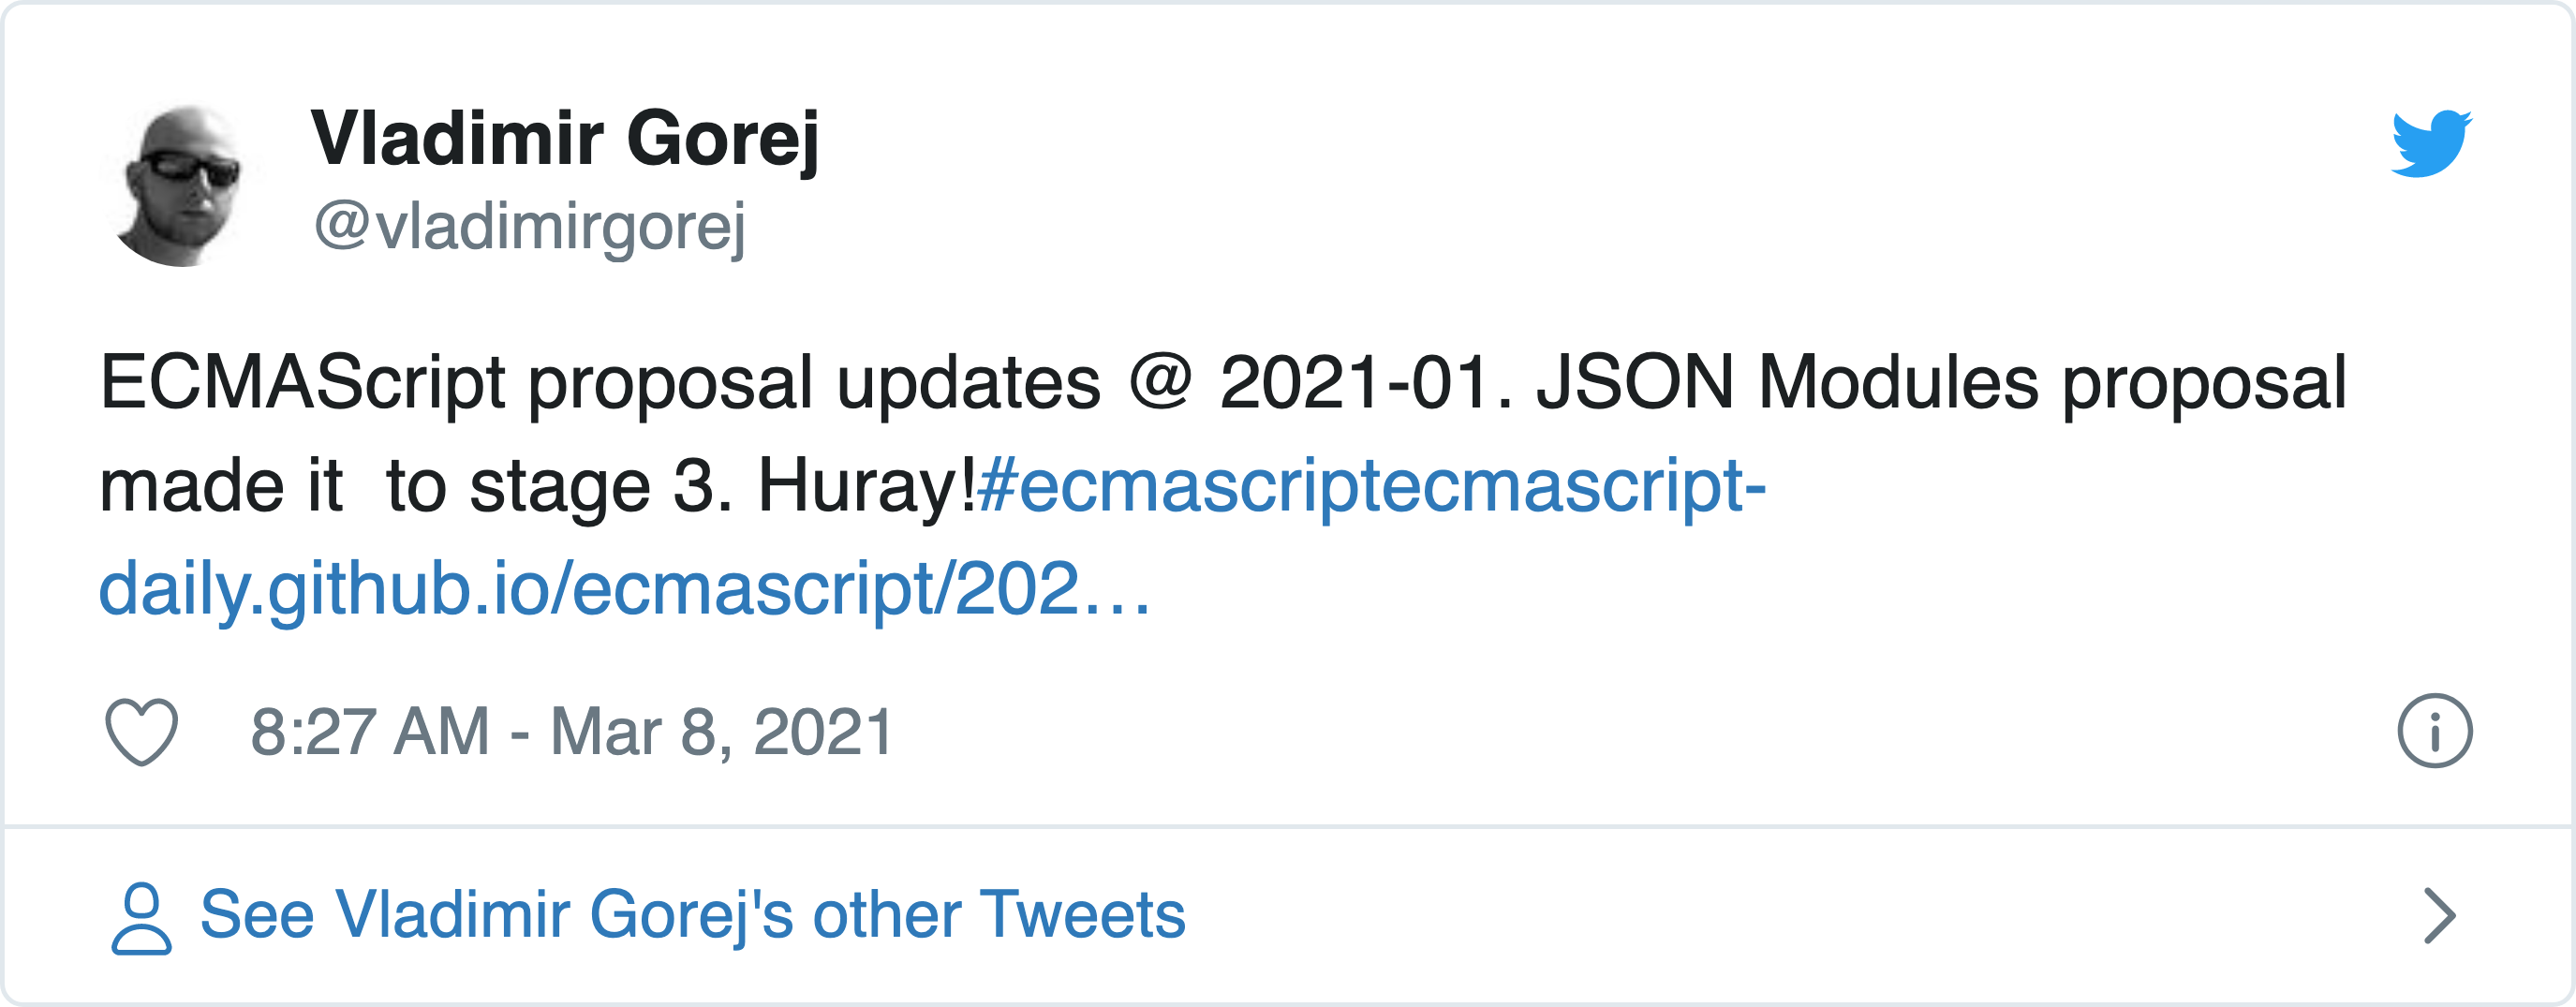 Vladimir Gorej
@vladimirgorej
ECMAScript proposal updates @ 2021-01. JSON Modules proposal
made it  to stage 3. Huray!#ecmascriptecmascript-
daily.github.io/ecmascript/202…
8:27 AM - Mar 8, 2021
See Vladimir Gorej's other Tweets